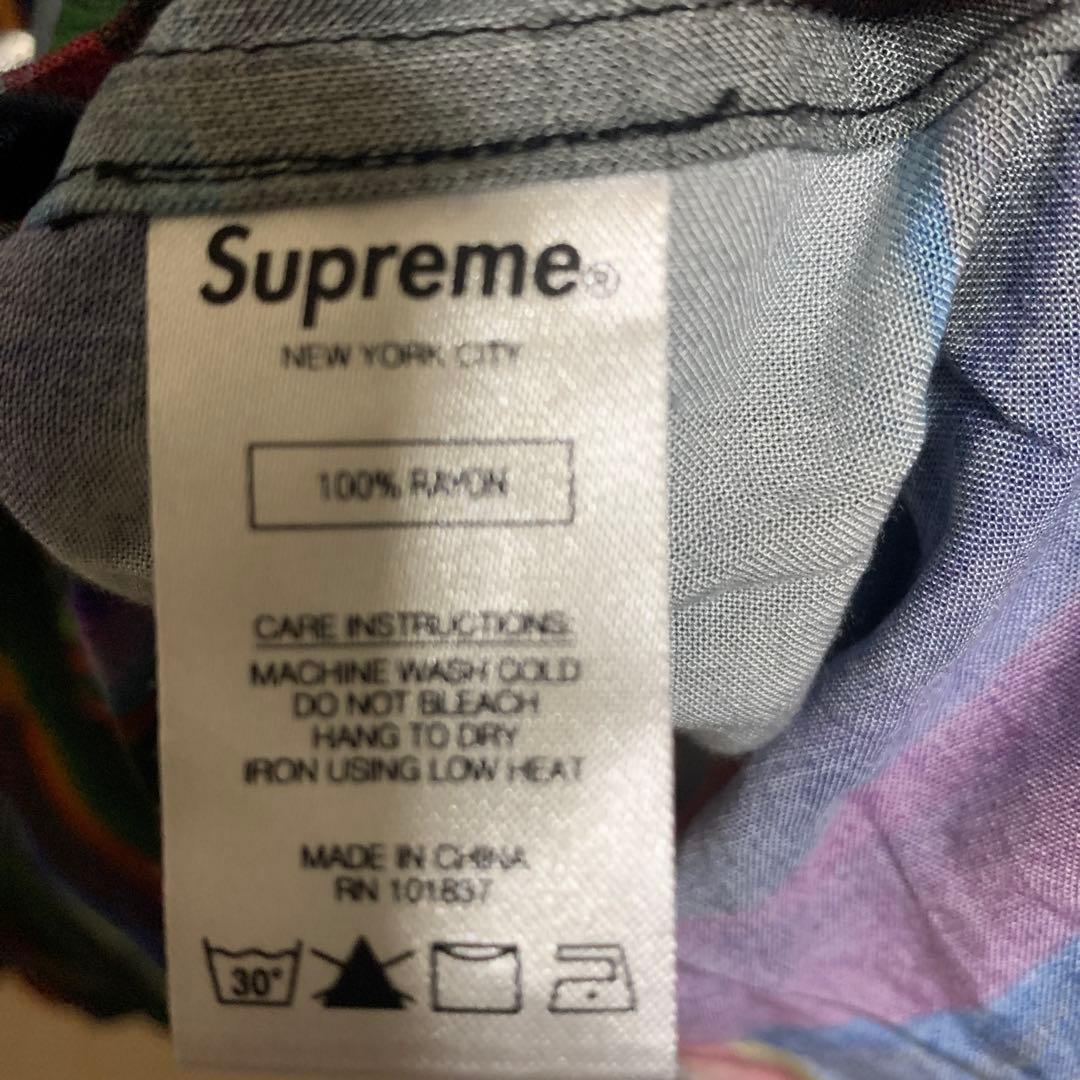 Supreme®
NEW YORK CITY
100% RAYON
CARE INSTRUCTIONS:
MACHINE WASH COLD
DO NOT BLEACH
HANG TO DRY
IRON USING LOW HEAT
MADE IN CHINA
RN 101837
30°